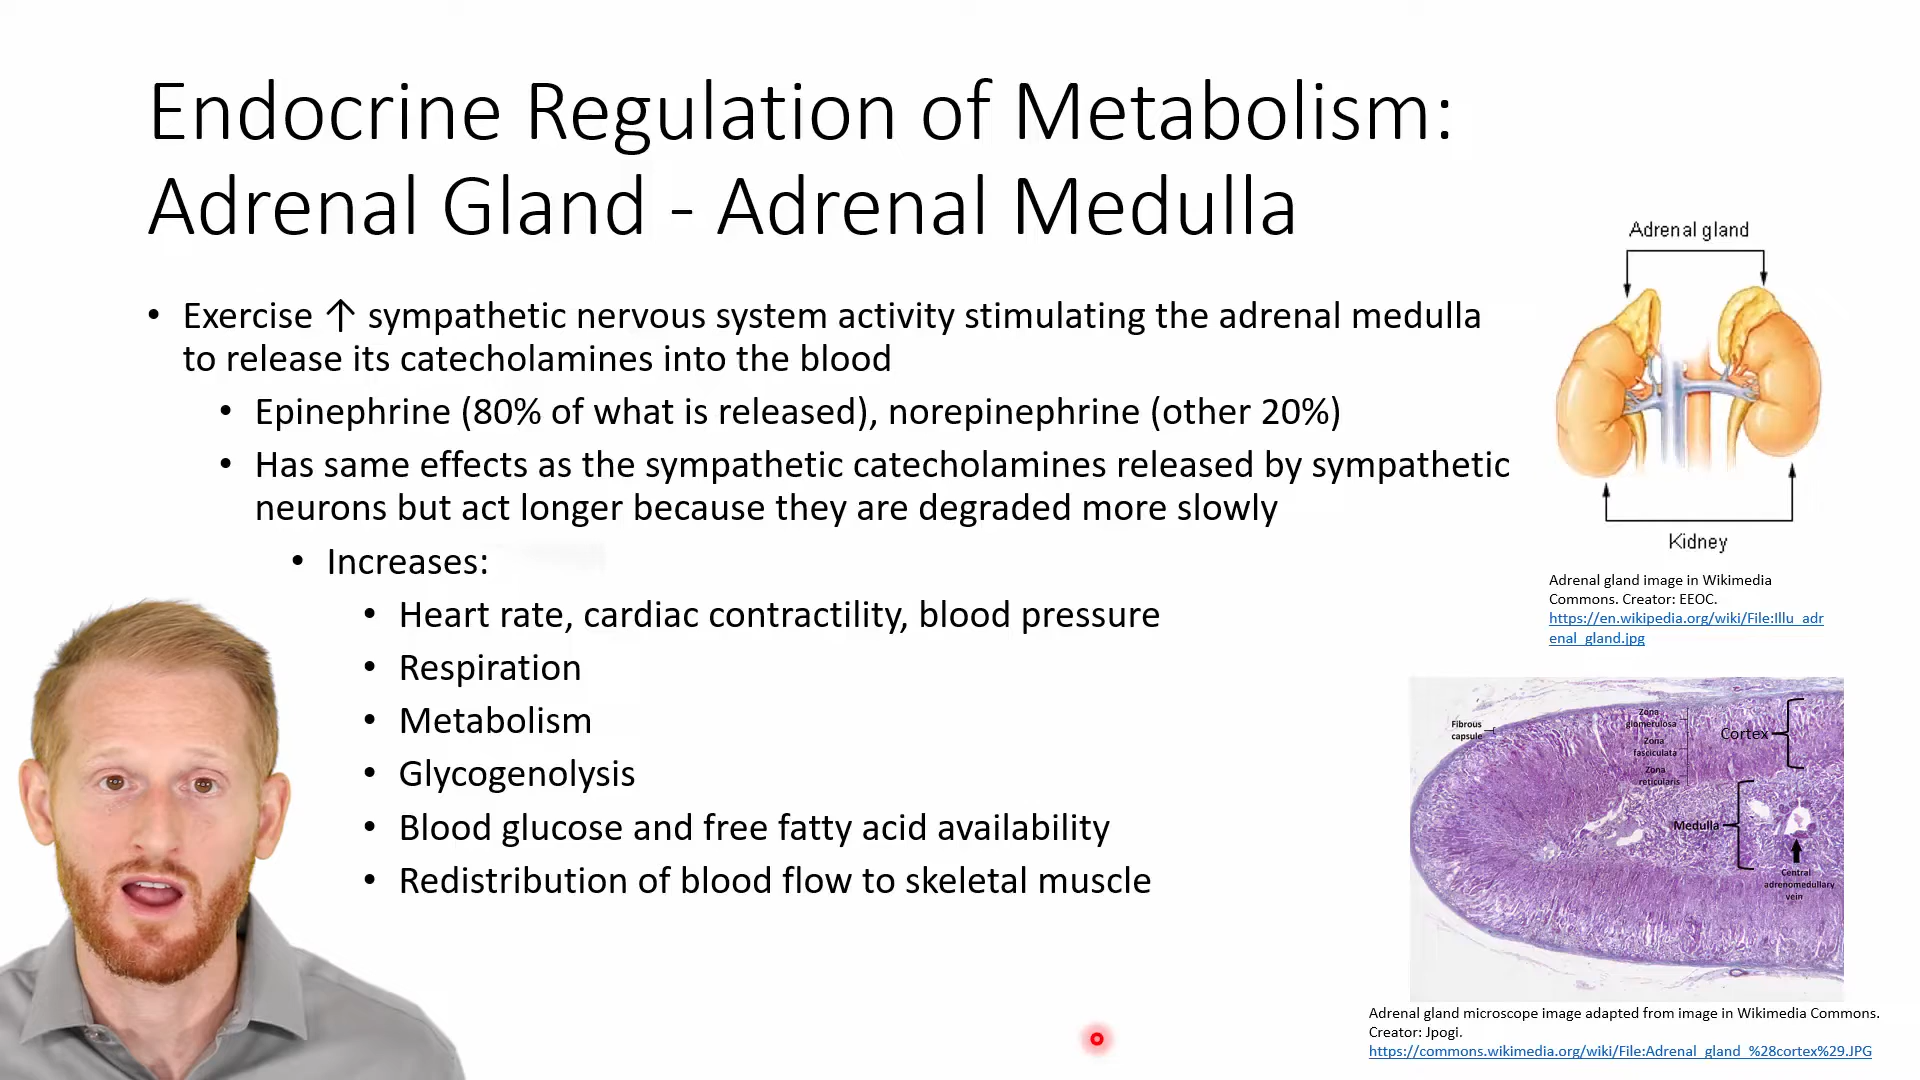 Endocrine Regulation of Metabolism:
Adrenal Gland - Adrenal Medulla
• Exercise ↑ sympathetic nervous system activity stimulating the adrenal medulla
to release its catecholamines into the blood
• Epinephrine (80% of what is released), norepinephrine (other 20%)
• Has same effects as the sympathetic catecholamines released by sympathetic
neurons but act longer because they are degraded more slowly
• Increases:
• Heart rate, cardiac contractility, blood pressure
• Respiration
• Metabolism
• Glycogenolysis
• Blood glucose and free fatty acid availability
• Redistribution of blood flow to skeletal muscle
Adrenal gland
Kidney
Adrenal gland image in Wikimedia
Commons. Creator: EEOC.
https://en.wikipedia.org/wiki/File:Illu_adr
enal_gland.jpg
Fibrous
capsule
Zona
glomerulosa
Zona
fasciculata
Zona
reticularis
Cortex
Medulla
Central
adrenomedullary
vein
Adrenal gland microscope image adapted from image in Wikimedia Commons.
Creator: Jpogi.
https://commons.wikimedia.org/wiki/File:Adrenal_gland_%28cortex%29.JPG